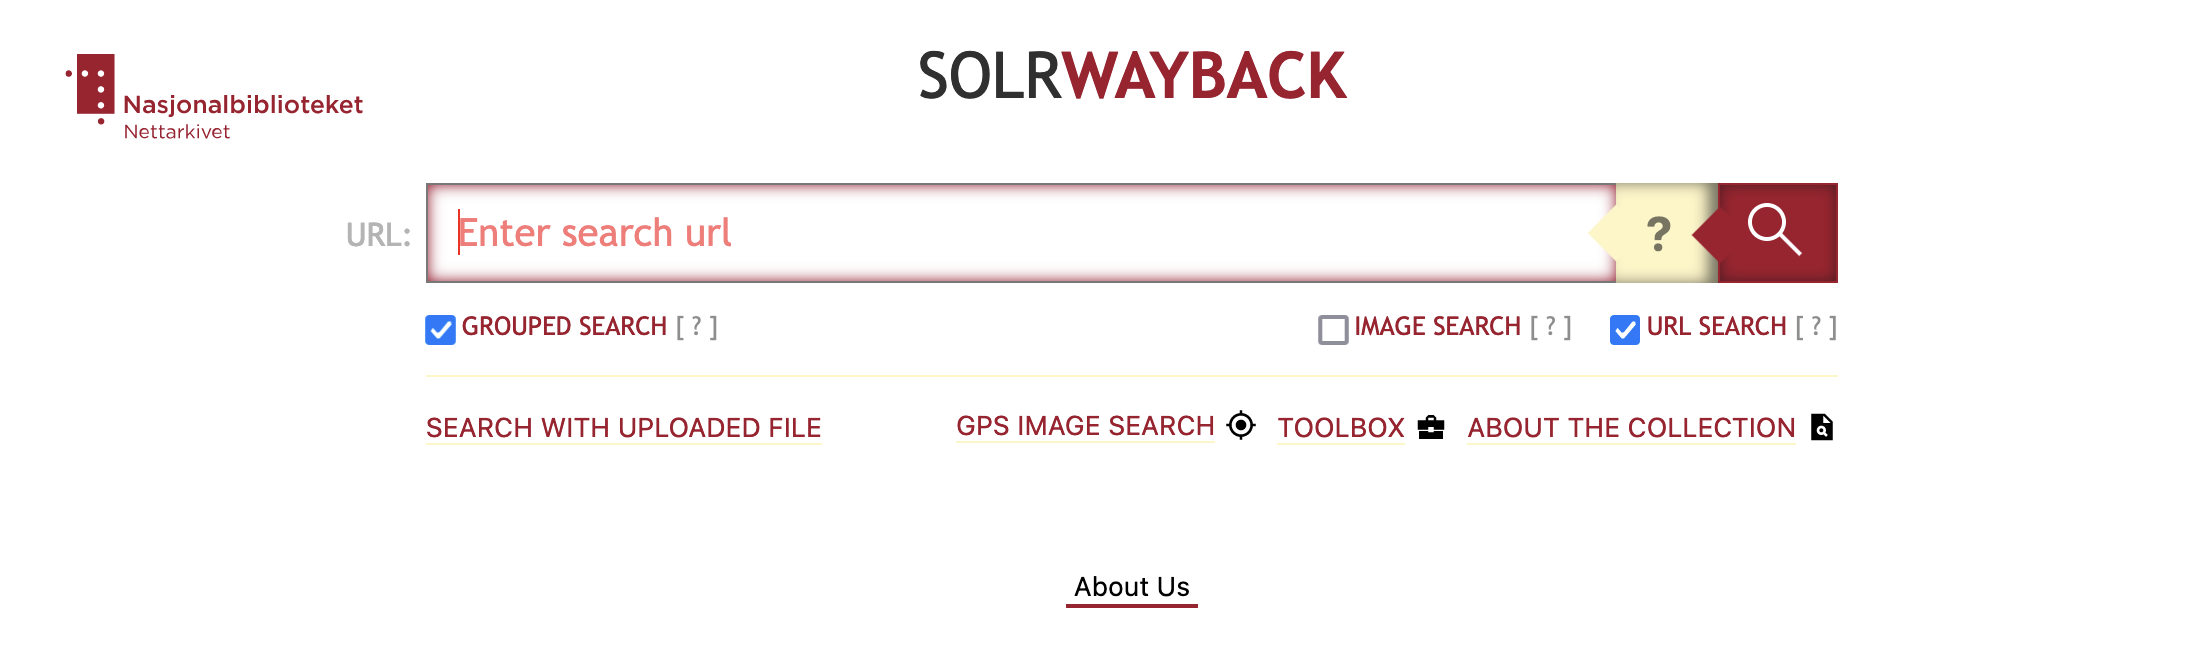 SOLRWAYBACK
Nasjonalbiblioteket
Nettarkivet
URL: Enter search url ?
GROUPED SEARCH [ ? ] IMAGE SEARCH [ ? ] URL SEARCH [ ? ]
SEARCH WITH UPLOADED FILE GPS IMAGE SEARCH TOOLBOX ABOUT THE COLLECTION
About Us